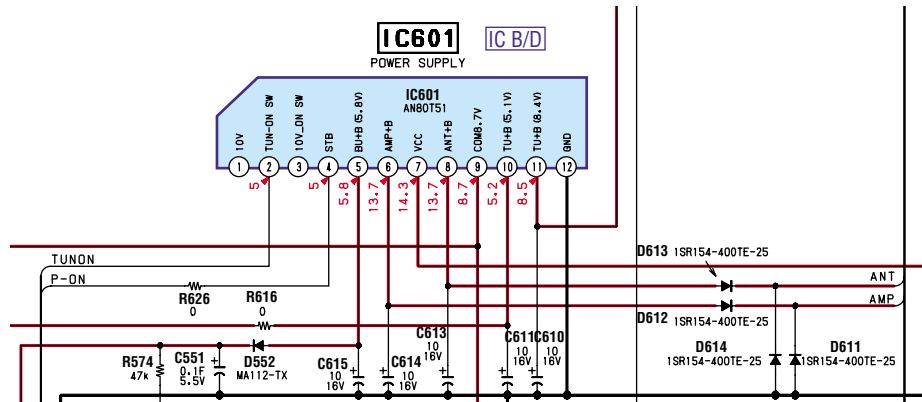 IC601
IC B/D
POWER SUPPLY
IC601
AN80T51
10V
TUN-ON SW
10V_ON SW
STB
BU+B(5.8V)
AMP+B
VCC
ANT+B
COM8.7V
TU+B(5.1V)
TU+B(8.4V)
GND
1 2 3 4 5 6 7 8 9 10 11 12
5
5
5.8
13.7
14.3
13.7
8.7
5.2
8.5
TUNON
P-ON
R626
0
R616
0
D613 1SR154-400TE-25
ANT
AMP
D612 1SR154-400TE-25
R574
47k
C551
0.1F
5.5V
D552
MA112-TX
C615
10
16V
C614
10
16V
C613
10
16V
C611
10
16V
C610
10
16V
D614
1SR154-400TE-25
D611
1SR154-400TE-25